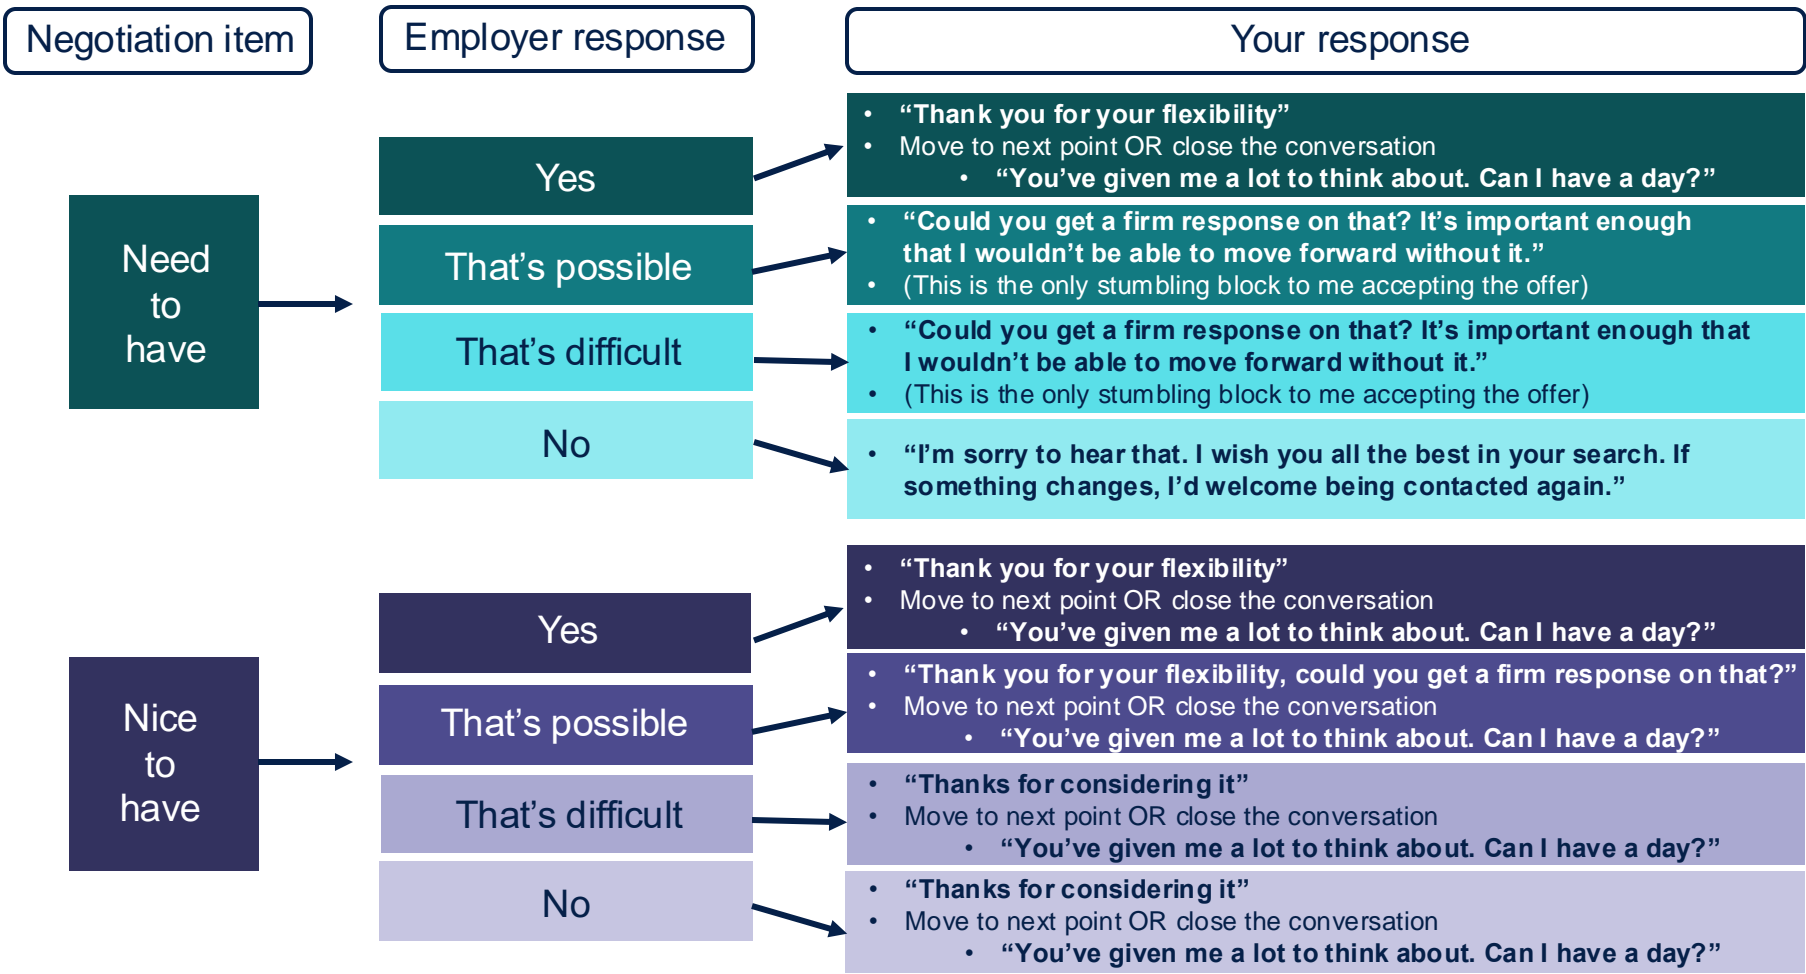 Negotiation item
Employer response
Your response
Need
to
have
Yes
• “Thank you for your flexibility”
• Move to next point OR close the conversation
• “You’ve given me a lot to think about. Can I have a day?”
That’s possible
• “Could you get a firm response on that? It’s important enough
that I wouldn’t be able to move forward without it.”
• (This is the only stumbling block to me accepting the offer)
That’s difficult
• “Could you get a firm response on that? It’s important enough that
I wouldn’t be able to move forward without it.”
• (This is the only stumbling block to me accepting the offer)
No
• “I’m sorry to hear that. I wish you all the best in your search. If
something changes, I’d welcome being contacted again.”
Nice
to
have
Yes
• “Thank you for your flexibility”
• Move to next point OR close the conversation
• “You’ve given me a lot to think about. Can I have a day?”
That’s possible
• “Thank you for your flexibility, could you get a firm response on that?”
• Move to next point OR close the conversation
• “You’ve given me a lot to think about. Can I have a day?”
That’s difficult
• “Thanks for considering it”
• Move to next point OR close the conversation
• “You’ve given me a lot to think about. Can I have a day?”
No
• “Thanks for considering it”
• Move to next point OR close the conversation
• “You’ve given me a lot to think about. Can I have a day?”